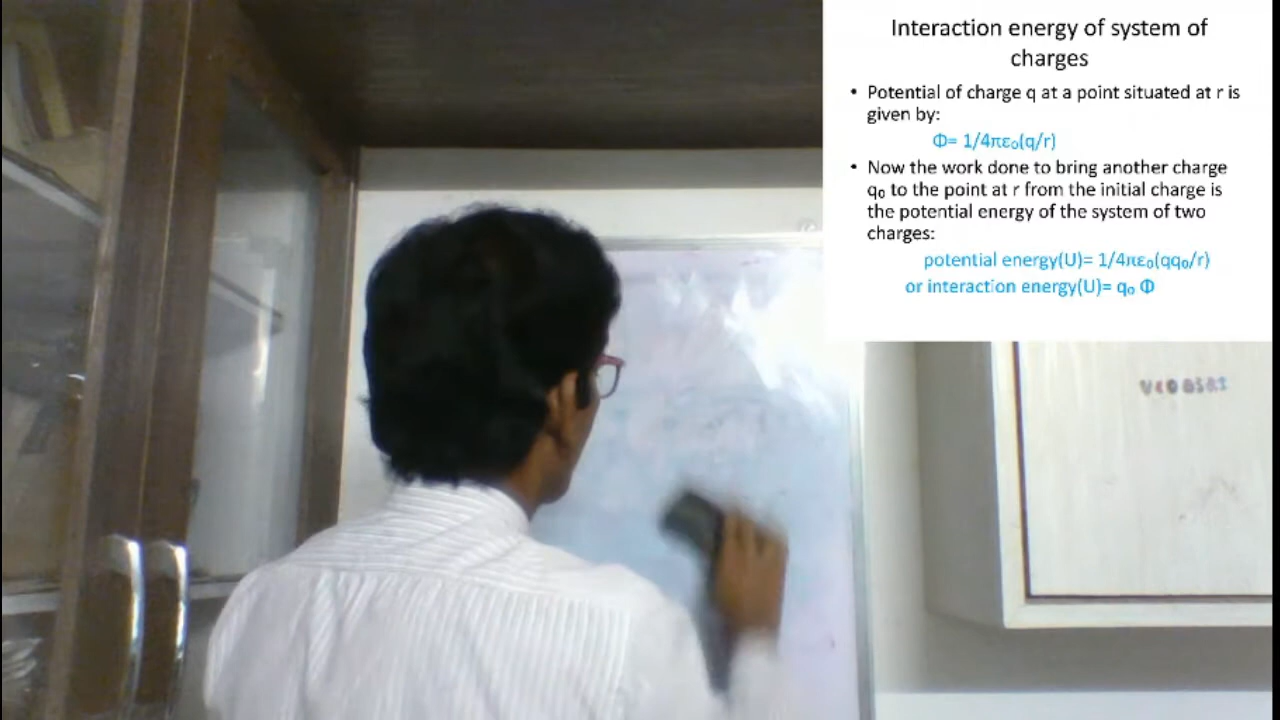 Interaction energy of system of
charges
• Potential of charge q at a point situated at r is
given by:
Φ= 1/4πε₀(q/r)
• Now the work done to bring another charge
q₀ to the point at r from the initial charge is
the potential energy of the system of two
charges:
potential energy(U)= 1/4πε₀(qq₀/r)
or interaction energy(U)= q₀ Φ